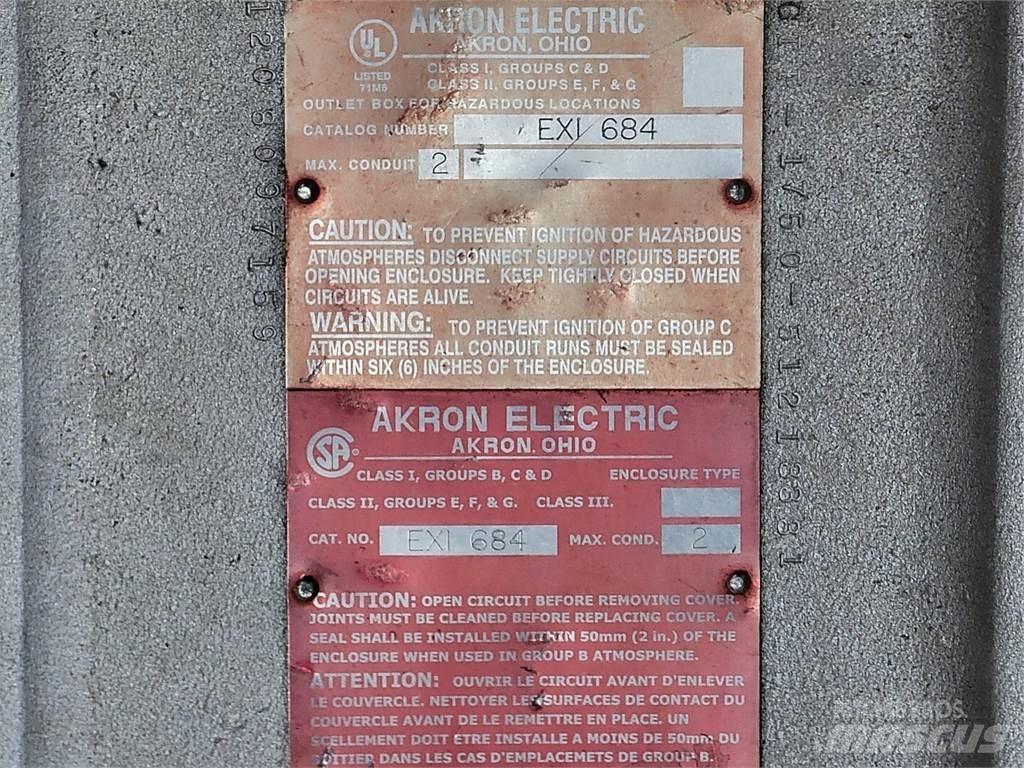 UL
LISTED
71M6
AKRON ELECTRIC
AKRON, OHIO
CLASS I, GROUPS C & D
CLASS II, GROUPS E, F, & G
OUTLET BOX FOR HAZARDOUS LOCATIONS
CATALOG NUMBER EXI 684
MAX. CONDUIT 2
CAUTION: TO PREVENT IGNITION OF HAZARDOUS
ATMOSPHERES DISCONNECT SUPPLY CIRCUITS BEFORE
OPENING ENCLOSURE. KEEP TIGHTLY CLOSED WHEN
CIRCUITS ARE ALIVE.
WARNING: TO PREVENT IGNITION OF GROUP C
ATMOSPHERES ALL CONDUIT RUNS MUST BE SEALED
WITHIN SIX (6) INCHES OF THE ENCLOSURE.
AKRON ELECTRIC
AKRON, OHIO
CLASS I, GROUPS B, C & D ENCLOSURE TYPE
CLASS II, GROUPS E, F, & G. CLASS III.
CAT. NO. EXI 684 MAX. COND. 2
CAUTION: OPEN CIRCUIT BEFORE REMOVING COVER.
JOINTS MUST BE CLEANED BEFORE REPLACING COVER. A
SEAL SHALL BE INSTALLED WITHIN 50mm (2 in.) OF THE
ENCLOSURE WHEN USED IN GROUP B ATMOSPHERE.
ATTENTION: OUVRIR LE CIRCUIT AVANT D'ENLEVER
LE COUVERCLE. NETTOYER LES SURFACES DE CONTACT DU
COUVERCLE AVANT DE LE REMETTRE EN PLACE. UN
SCELLEMENT DOIT ÉTRE INSTALLE A MOINS DE 50mm DU
BOITIER DANS LES CAS D'EMPLACEMETS DE GROUP B.
mascus